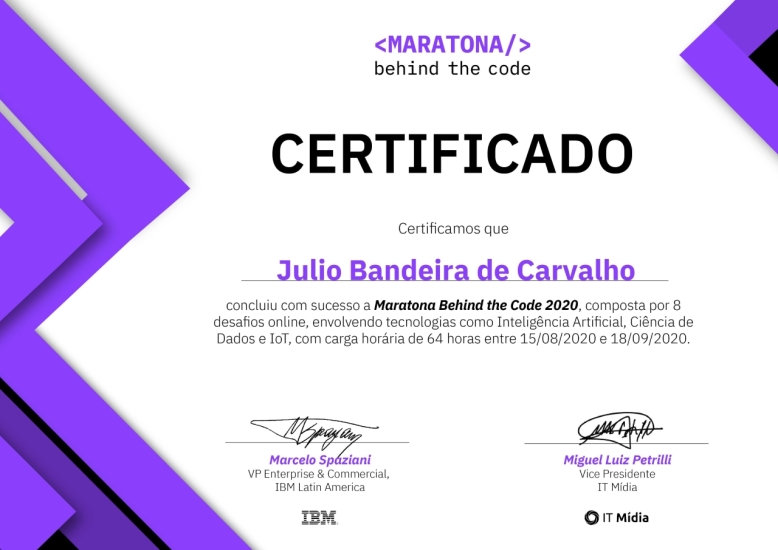 <MARATONA/>
behind the code
CERTIFICADO
Certificamos que
Julio Bandeira de Carvalho
concluiu com sucesso a Maratona Behind the Code 2020, composta por 8
desafios online, envolvendo tecnologias como Inteligência Artificial, Ciência de
Dados e IoT, com carga horária de 64 horas entre 15/08/2020 e 18/09/2020.
Marcelo Spaziani
VP Enterprise & Commercial,
IBM Latin America
IBM
Miguel Luiz Petrilli
Vice Presidente
IT Mídia
IT Mídia